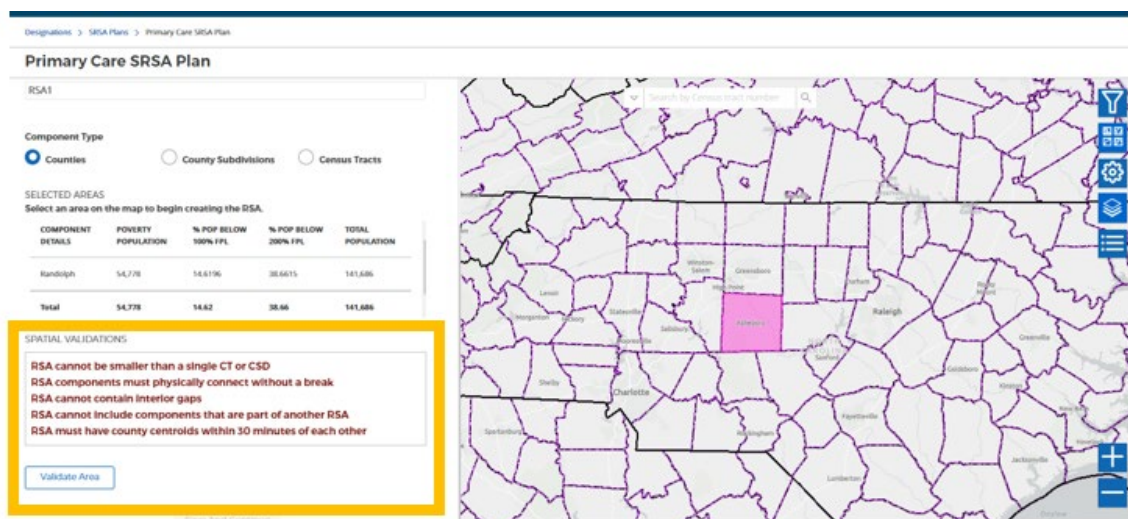 Designations > SRSA Plans > Primary Care SRSA Plan
Primary Care SRSA Plan
RSA1
Search by Census tract number
Component Type
Counties County Subdivisions Census Tracts
SELECTED AREAS
Select an area on the map to begin creating the RSA.
COMPONENT DETAILS POVERTY POPULATION % POP BELOW 100% FPL % POP BELOW 200% FPL TOTAL POPULATION
Randolph 54,778 14.6196 38.6615 141,686
Total 54,778 14.62 38.66 141,686
SPATIAL VALIDATIONS
RSA cannot be smaller than a single CT or CSD
RSA components must physically connect without a break
RSA cannot contain interior gaps
RSA cannot include components that are part of another RSA
RSA must have county centroids within 30 minutes of each other
Validate Area
Winston-Salem
Greensboro
High Point
Durham
Rocky Mount
Lenoir
Statesville
Asheboro
Raleigh
Morganton
Hickory
Mooresville
Salisbury
Sanford
Greenville
Goldsboro
Kinston
Shelby
Charlotte
Fayetteville
Spartanburg
Rockingham
Jacksonville
Lumberton